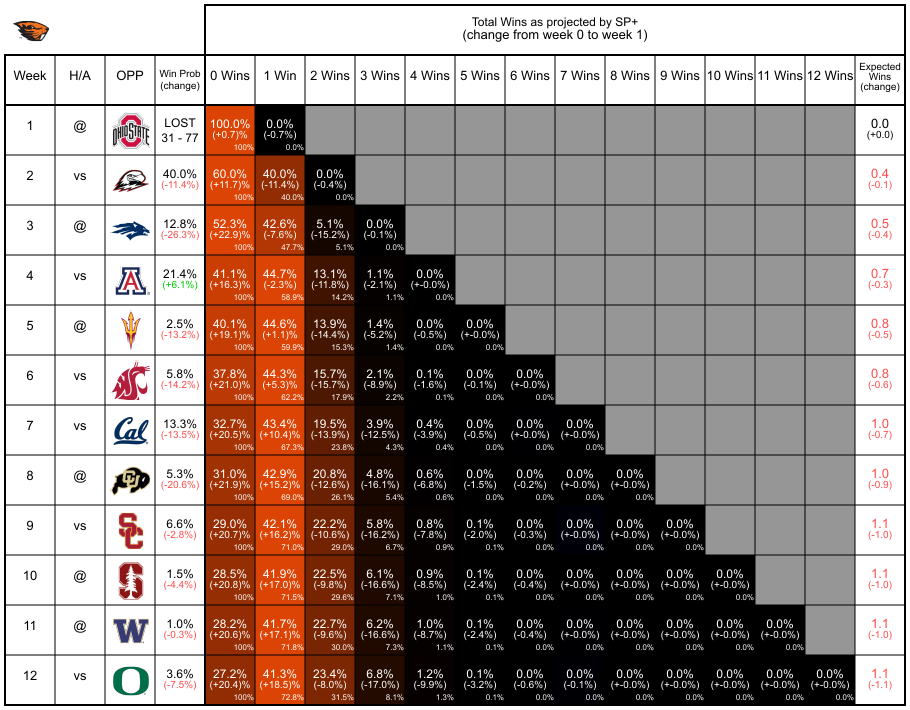 Total Wins as projected by SP+
(change from week 0 to week 1)
Week H/A OPP Win Prob (change) 0 Wins 1 Win 2 Wins 3 Wins 4 Wins 5 Wins 6 Wins 7 Wins 8 Wins 9 Wins 10 Wins 11 Wins 12 Wins Expected Wins (change)
1 @ OHIO STATE LOST 100.0% 0.0% 0.0
31 - 77 (+0.7)% (-0.7%) (+0.0)
100% 0.0%
2 vs 40.0% 60.0% 40.0% 0.0% 0.4
(-11.4%) (+11.7)% (-11.4%) (-0.4%) (-0.1)
100% 40.0% 0.0%
3 @ 12.8% 52.3% 42.6% 5.1% 0.0% 0.5
(-26.3%) (+22.9)% (-7.6%) (-15.2%) (-0.1%) (-0.4)
100% 47.7% 5.1% 0.0%
4 vs A 21.4% 41.1% 44.7% 13.1% 1.1% 0.0% 0.7
(+6.1%) (+16.3)% (-2.3%) (-11.8%) (-2.1%) (+-0.0%) (-0.3)
100% 58.9% 14.2% 1.1% 0.0%
5 @ 2.5% 40.1% 44.6% 13.9% 1.4% 0.0% 0.0% 0.8
(-13.2%) (+19.1)% (+1.1)% (-14.4%) (-5.2%) (-0.5%) (+-0.0%) (-0.5)
100% 59.9% 15.3% 1.4% 0.0% 0.0%
6 vs 5.8% 37.8% 44.3% 15.7% 2.1% 0.1% 0.0% 0.0% 0.8
(-14.2%) (+21.0)% (+5.3)% (-15.7%) (-8.9%) (-1.6%) (-0.1%) (+-0.0%) (-0.6)
100% 62.2% 17.9% 2.2% 0.1% 0.0% 0.0%
7 vs Cal 13.3% 32.7% 43.4% 19.5% 3.9% 0.4% 0.0% 0.0% 0.0% 1.0
(-13.5%) (+20.5)% (+10.4)% (-13.9%) (-12.5%) (-3.9%) (-0.5%) (+-0.0%) (+-0.0%) (-0.7)
100% 67.3% 23.8% 4.3% 0.4% 0.0% 0.0% 0.0%
8 @ CU 5.3% 31.0% 42.9% 20.8% 4.8% 0.6% 0.0% 0.0% 0.0% 0.0% 1.0
(-20.6%) (+21.9)% (+15.2)% (-12.6%) (-16.1%) (-6.8%) (-1.5%) (-0.2%) (+-0.0%) (+-0.0%) (-0.9)
100% 69.0% 26.1% 5.4% 0.6% 0.0% 0.0% 0.0% 0.0%
9 vs SC 6.6% 29.0% 42.1% 22.2% 5.8% 0.8% 0.1% 0.0% 0.0% 0.0% 0.0% 1.1
(-2.8%) (+20.7)% (+16.2)% (-10.6%) (-16.2%) (-7.8%) (-2.0%) (-0.3%) (+-0.0%) (+-0.0%) (+-0.0%) (-1.0)
100% 71.0% 29.0% 6.7% 0.9% 0.1% 0.0% 0.0% 0.0% 0.0%
10 @ S 1.5% 28.5% 41.9% 22.5% 6.1% 0.9% 0.1% 0.0% 0.0% 0.0% 0.0% 0.0% 1.1
(-4.4%) (+20.8)% (+17.0)% (-9.8%) (-16.6%) (-8.5%) (-2.4%) (-0.4%) (+-0.0%) (+-0.0%) (+-0.0%) (+-0.0%) (-1.0)
100% 71.5% 29.6% 7.1% 1.0% 0.1% 0.0% 0.0% 0.0% 0.0% 0.0%
11 @ W 1.0% 28.2% 41.7% 22.7% 6.2% 1.0% 0.1% 0.0% 0.0% 0.0% 0.0% 0.0% 0.0% 1.1
(-0.3%) (+20.6)% (+17.1)% (-9.6%) (-16.6%) (-8.7%) (-2.4%) (-0.4%) (+-0.0%) (+-0.0%) (+-0.0%) (+-0.0%) (+-0.0%) (-1.0)
100% 71.8% 30.0% 7.3% 1.1% 0.1% 0.0% 0.0% 0.0% 0.0% 0.0% 0.0%
12 vs O 3.6% 27.2% 41.3% 23.4% 6.8% 1.2% 0.1% 0.0% 0.0% 0.0% 0.0% 0.0% 0.0% 0.0% 1.1
(-7.5%) (+20.4)% (+18.5)% (-8.0%) (-17.0%) (-9.9%) (-3.2%) (-0.6%) (-0.1%) (+-0.0%) (+-0.0%) (+-0.0%) (+-0.0%) (+-0.0%) (-1.1)
100% 72.8% 31.5% 8.1% 1.3% 0.1% 0.0% 0.0% 0.0% 0.0% 0.0% 0.0% 0.0%